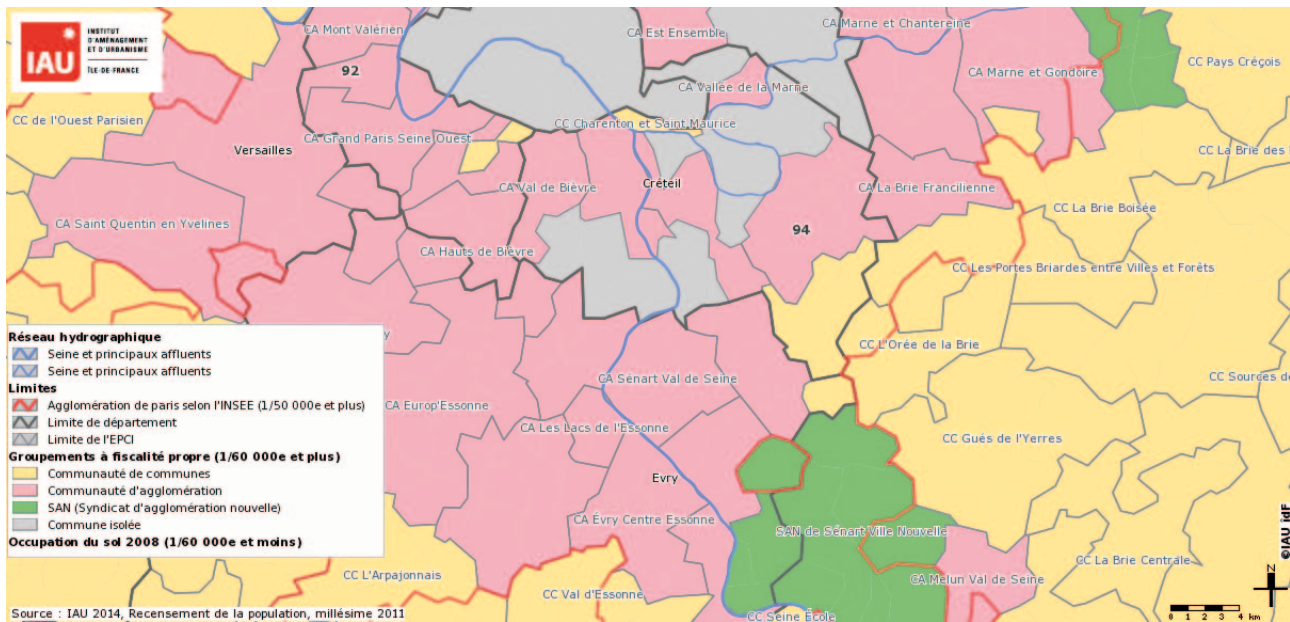 IAU
INSTITUT
D'AMÉNAGEMENT
ET D'URBANISME
ÎLE-DE-FRANCE
CA Mont Valérien
CA Est Ensemble
CA Marne et Chantereine
92
CC Pays Créçois
CA Marne et Gondoire
CA Vallée de la Marne
CC de l'Ouest Parisien
CC Charenton et Saint Maurice
CA Grand Paris Seine Ouest
Versailles
CC La Brie des
CA Val de Bièvre
Créteil
CA La Brie Francilienne
CC La Brie Boisée
CA Saint Quentin en Yvelines
94
CA Hauts de Bièvre
CC Les Portes Briardes entre Villes et Forêts
Réseau hydrographique
Seine et principaux affluents
Seine et principaux affluents
Limites
Agglomération de paris selon l'INSEE (1/50 000e et plus)
Limite de département
Limite de l'EPCI
Groupements à fiscalité propre (1/60 000e et plus)
Communauté de communes
Communauté d'agglomération
SAN (Syndicat d'agglomération nouvelle)
Commune isolée
Occupation du sol 2008 (1/60 000e et moins)
y
CC L'Orée de la Brie
CA Sénart Val de Seine
CC Sources de
CA Europ'Essonne
CA Les Lacs de l'Essonne
CC Gués de l'Yerres
Evry
CA Évry Centre Essonne
SAN de Sénart Ville Nouvelle
CC La Brie Centrale
CC L'Arpajonnais
CA Melun Val de Seine
CC Val d'Essonne
CC Seine École
©IAU idF
N
0 1 2 3 4 km
Source : IAU 2014, Recensement de la population, millésime 2011